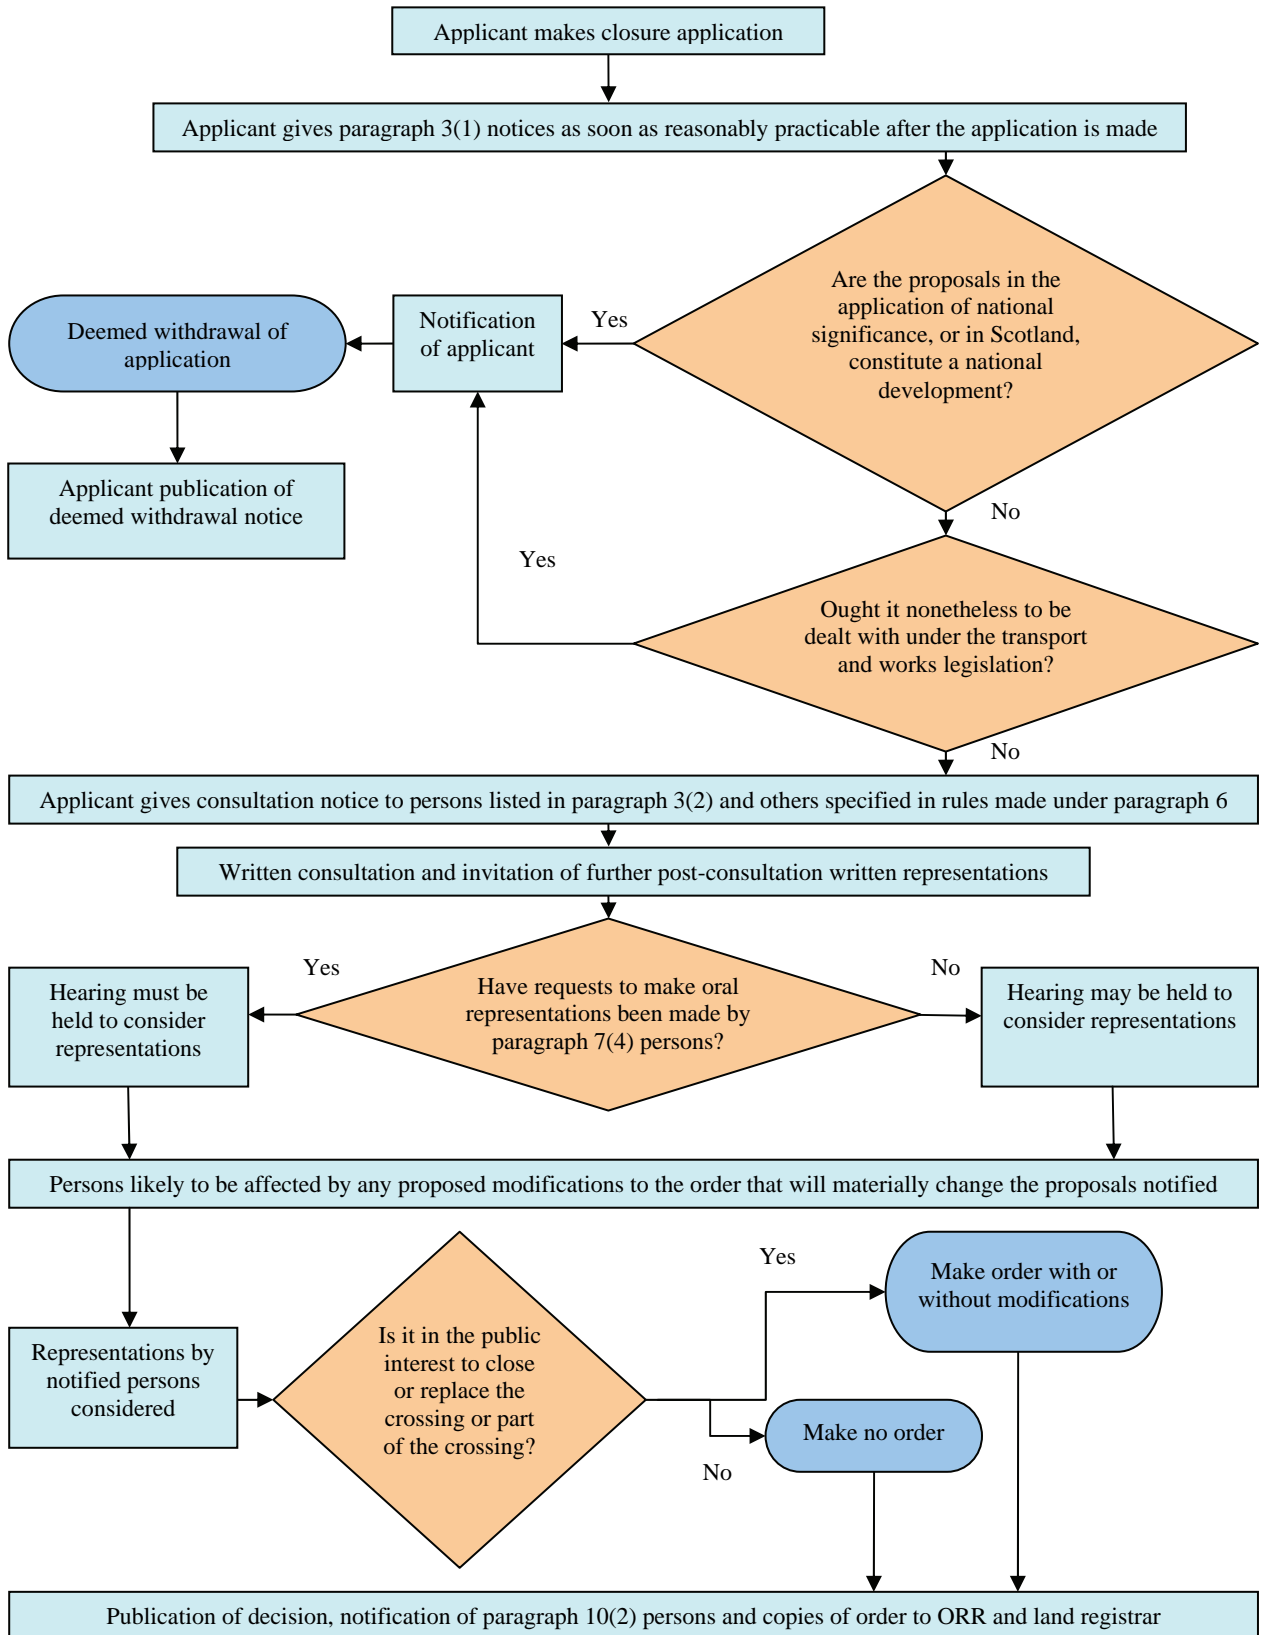 Applicant makes closure application
Applicant gives paragraph 3(1) notices as soon as reasonably practicable after the application is made
Are the proposals in the
application of national
significance, or in Scotland,
constitute a national
development?
Yes
Notification
of applicant
Deemed withdrawal of
application
Applicant publication of
deemed withdrawal notice
No
Yes
Ought it nonetheless to be
dealt with under the transport
and works legislation?
No
Applicant gives consultation notice to persons listed in paragraph 3(2) and others specified in rules made under paragraph 6
Written consultation and invitation of further post-consultation written representations
Have requests to make oral
representations been made by
paragraph 7(4) persons?
Yes
Hearing must be
held to consider
representations
No
Hearing may be held to
consider representations
Persons likely to be affected by any proposed modifications to the order that will materially change the proposals notified
Representations by
notified persons
considered
Is it in the public
interest to close
or replace the
crossing or part
of the crossing?
Yes
Make order with or
without modifications
No
Make no order
Publication of decision, notification of paragraph 10(2) persons and copies of order to ORR and land registrar